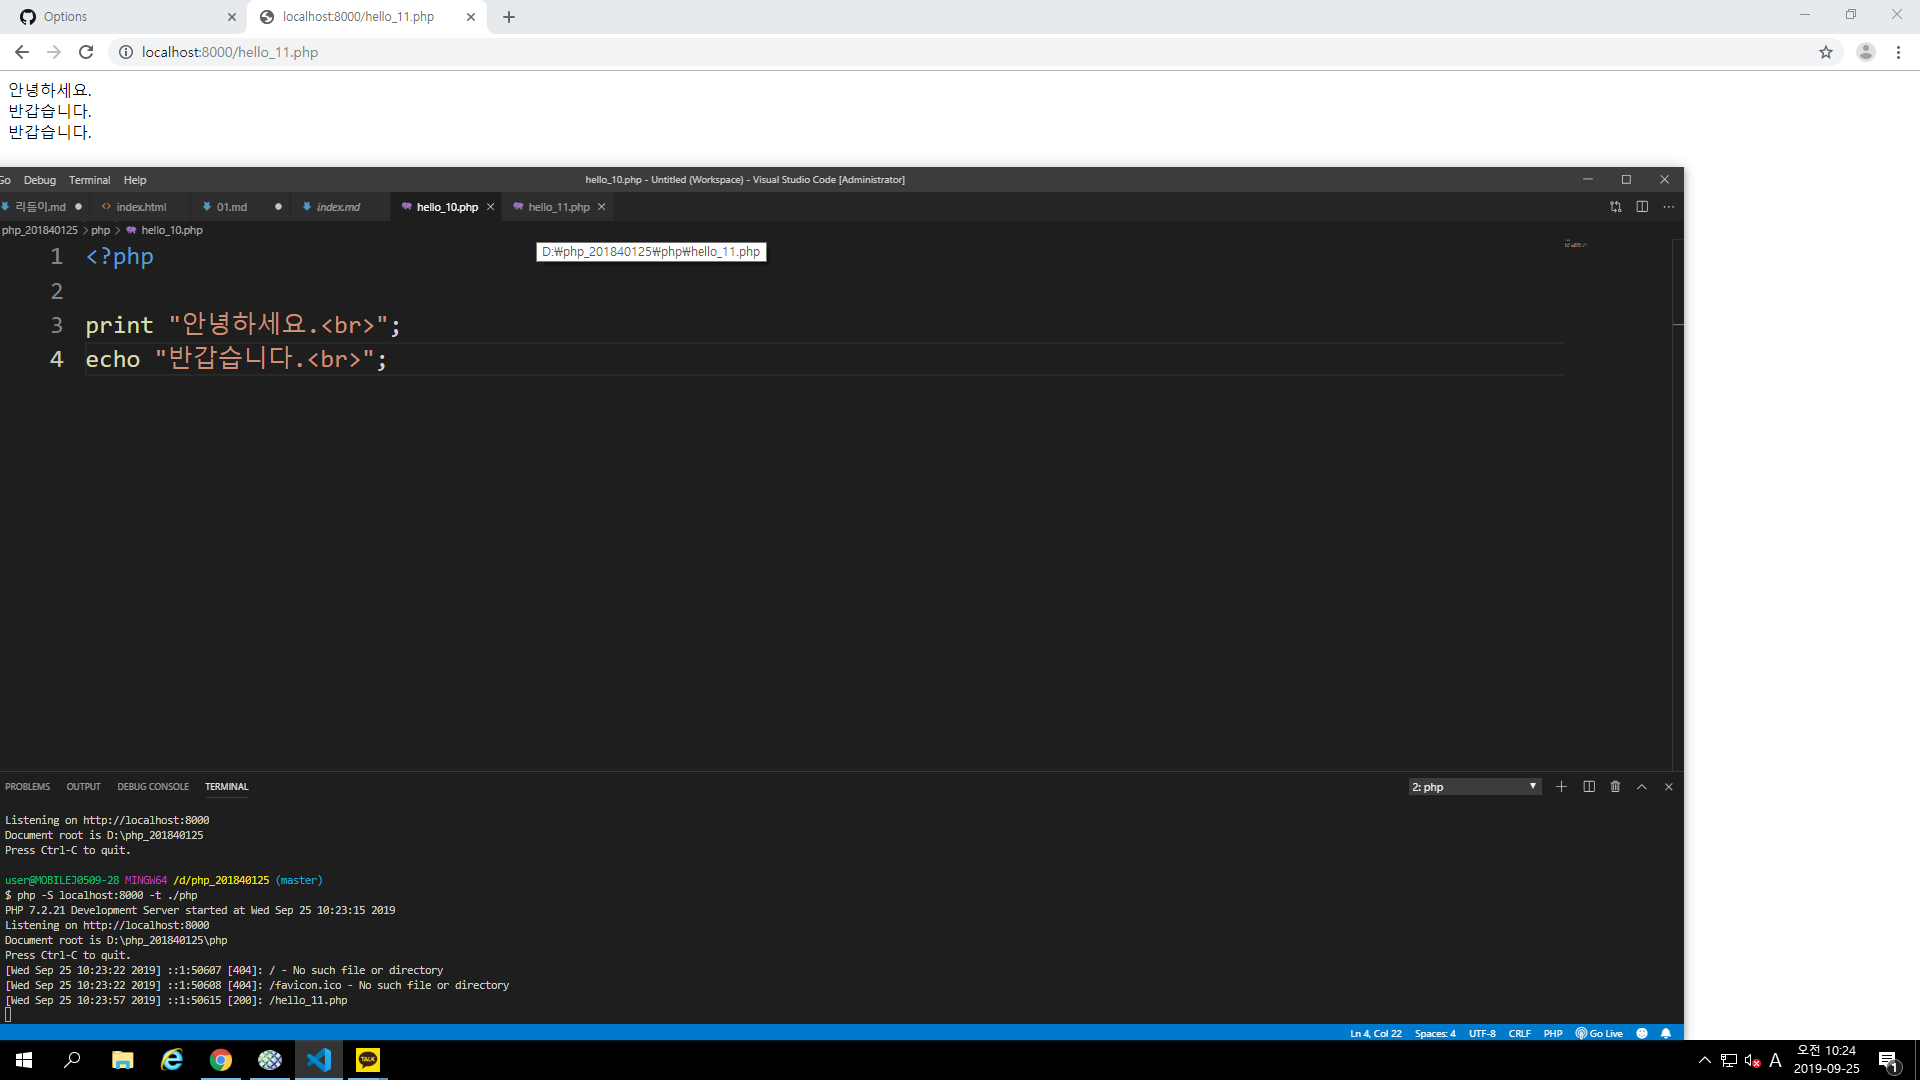 Options
localhost:8000/hello_11.php
localhost:8000/hello_11.php
안녕하세요.
반갑습니다.
반갑습니다.
Go Debug Terminal Help
hello_10.php - Untitled (Workspace) - Visual Studio Code [Administrator]
리듬이.md index.html 01.md index.md hello_10.php hello_11.php
php_201840125 > php > hello_10.php
D:₩php_201840125₩php₩hello_11.php
1 <?php
2
3 print "안녕하세요.<br>";
4 echo "반갑습니다.<br>";
PROBLEMS OUTPUT DEBUG CONSOLE TERMINAL
2: php
Listening on http://localhost:8000
Document root is D:\php_201840125
Press Ctrl-C to quit.
user@MOBILEJ0509-28 MINGW64 /d/php_201840125 (master)
$ php -S localhost:8000 -t ./php
PHP 7.2.21 Development Server started at Wed Sep 25 10:23:15 2019
Listening on http://localhost:8000
Document root is D:\php_201840125\php
Press Ctrl-C to quit.
[Wed Sep 25 10:23:22 2019] ::1:50607 [404]: / - No such file or directory
[Wed Sep 25 10:23:22 2019] ::1:50608 [404]: /favicon.ico - No such file or directory
[Wed Sep 25 10:23:57 2019] ::1:50615 [200]: /hello_11.php
Ln 4, Col 22 Spaces: 4 UTF-8 CRLF PHP Go Live
TALK
A
오전 10:24
2019-09-25
1